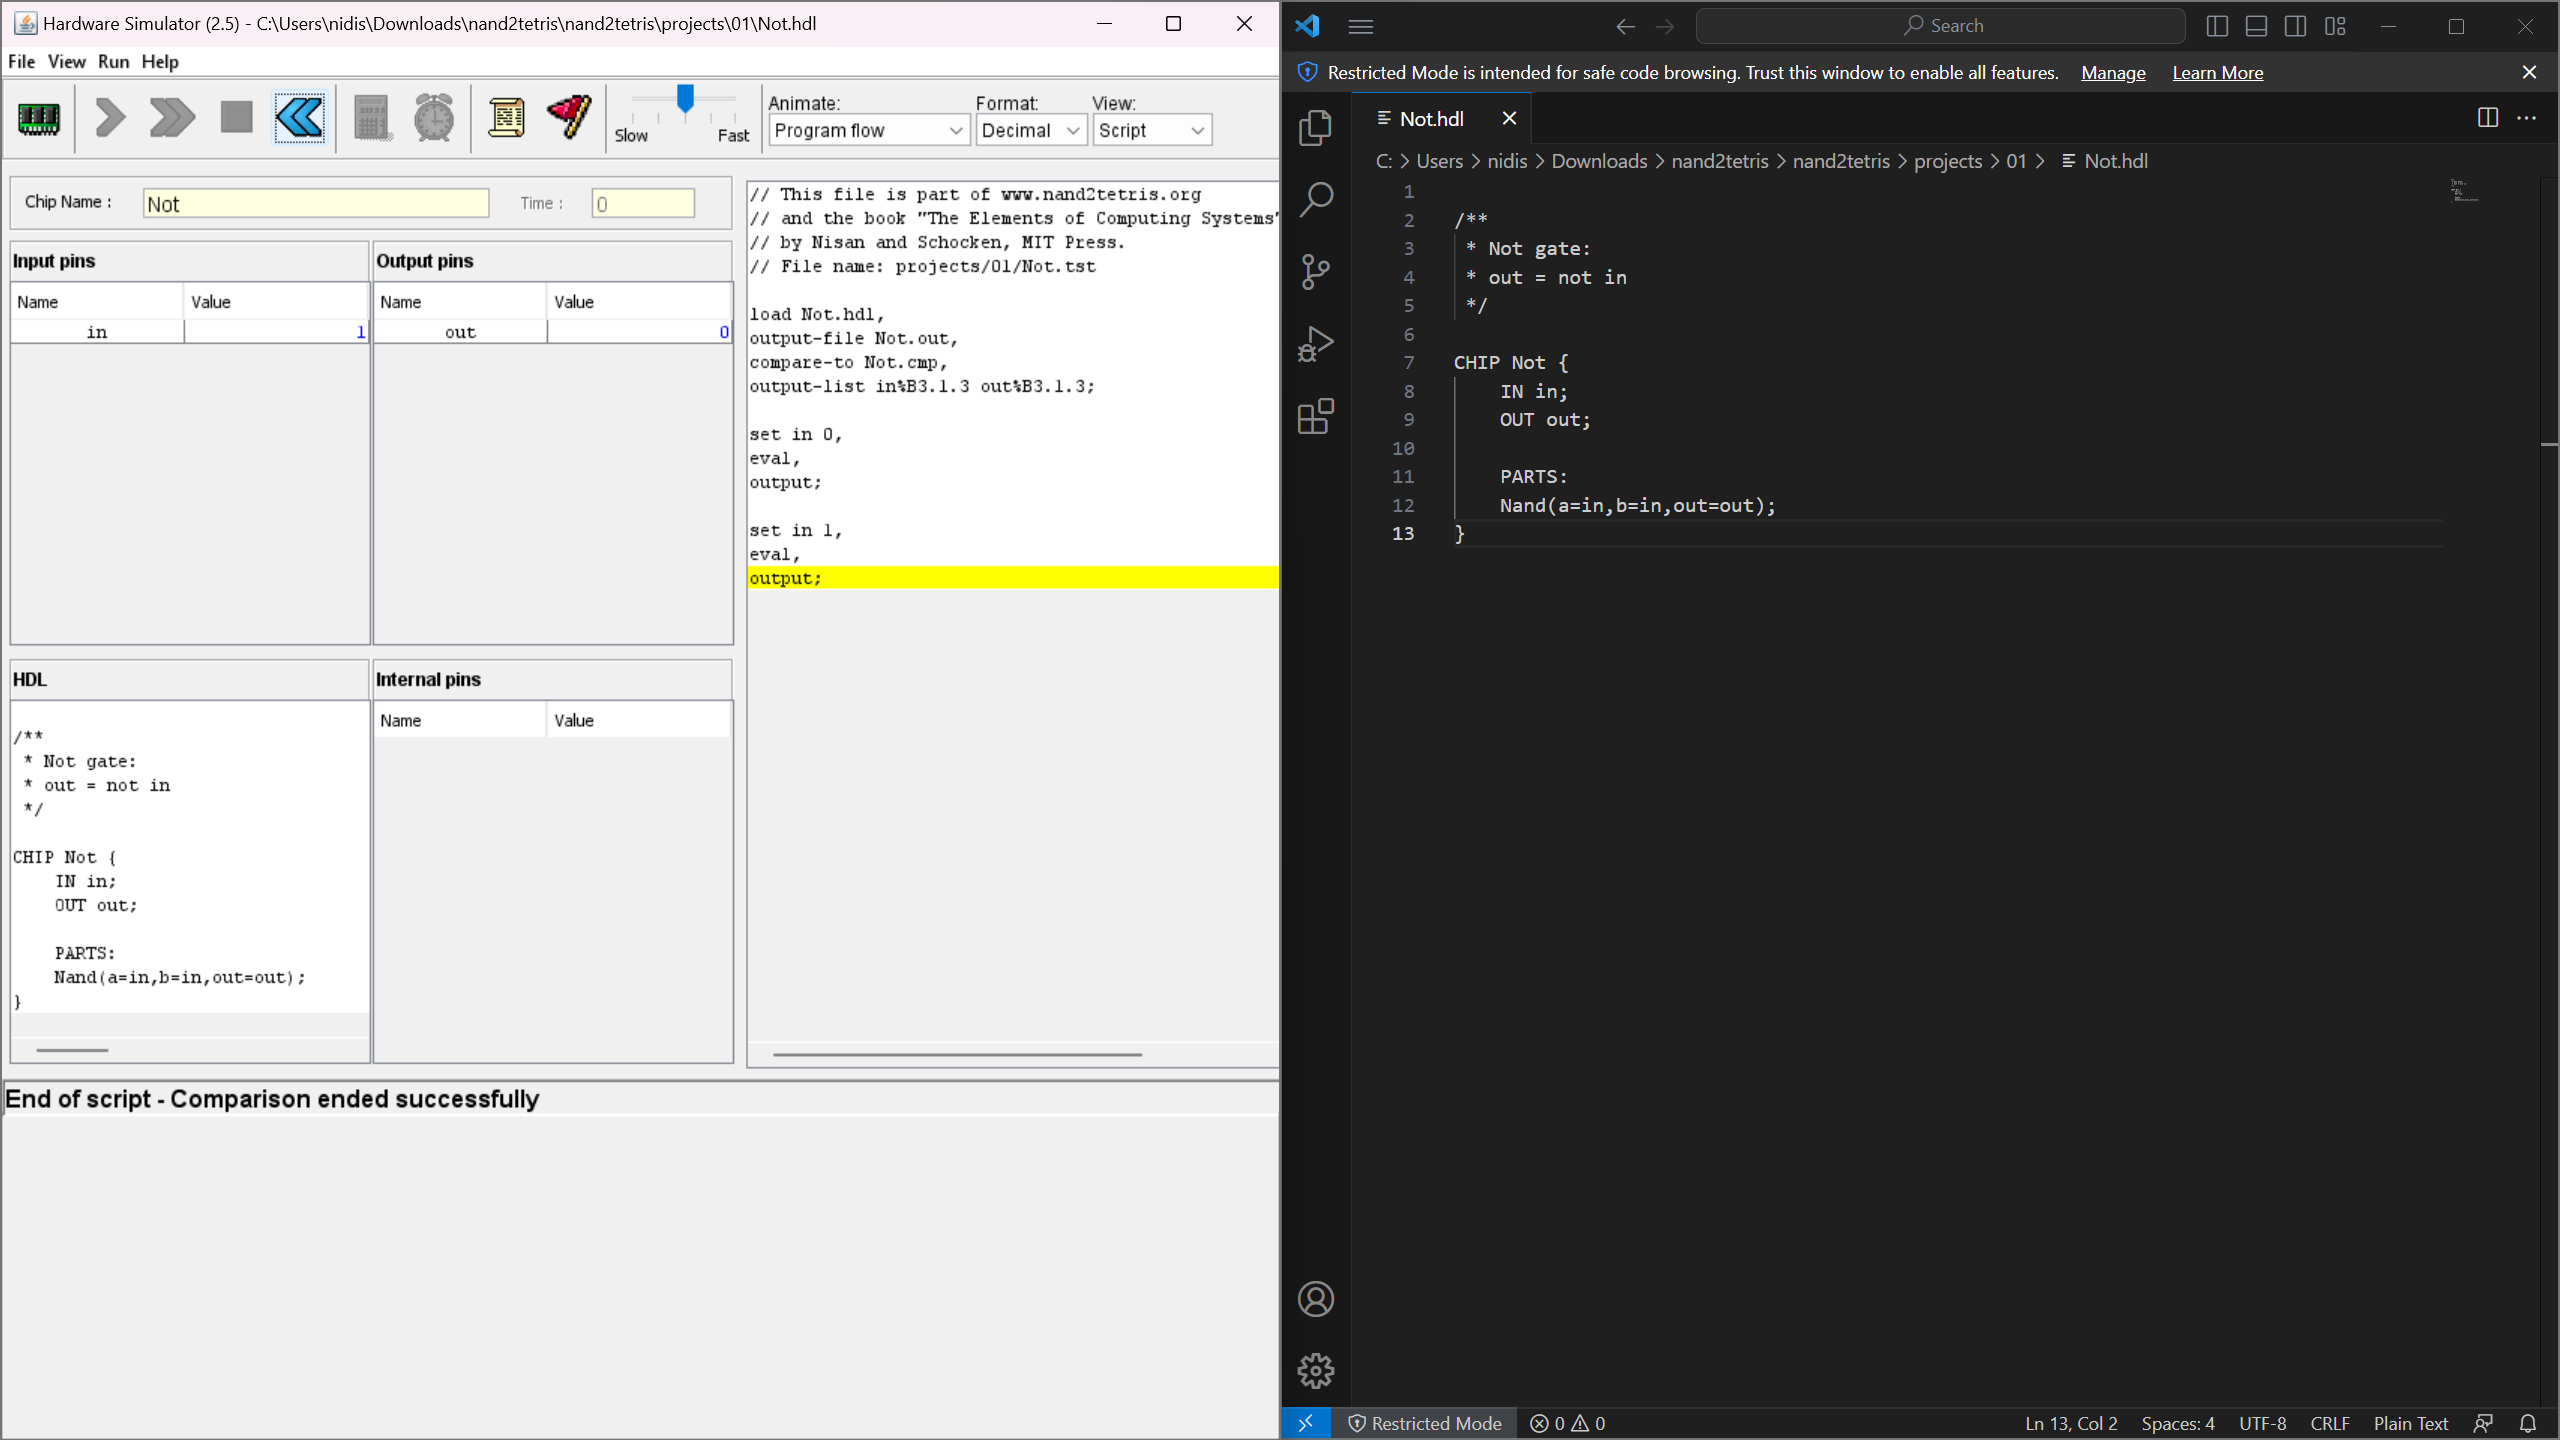 Hardware Simulator (2.5) - C:\Users\nidis\Downloads\nand2tetris\nand2tetris\projects\01\Not.hdl
File View Run Help
Slow Fast
Animate: Format: View:
Program flow Decimal Script
Chip Name : Not Time : 0
Input pins
Name Value
in 1
Output pins
Name Value
out 0
HDL
/**
 * Not gate:
 * out = not in
 */
CHIP Not {
    IN in;
    OUT out;
    PARTS:
    Nand(a=in,b=in,out=out);
}
Internal pins
Name Value
// This file is part of www.nand2tetris.org
// and the book "The Elements of Computing Systems"
// by Nisan and Schocken, MIT Press.
// File name: projects/01/Not.tst
load Not.hdl,
output-file Not.out,
compare-to Not.cmp,
output-list in%B3.1.3 out%B3.1.3;
set in 0,
eval,
output;
set in 1,
eval,
output;
End of script - Comparison ended successfully
Search
Restricted Mode is intended for safe code browsing. Trust this window to enable all features. Manage Learn More
Not.hdl
C: > Users > nidis > Downloads > nand2tetris > nand2tetris > projects > 01 > Not.hdl
1
2 /**
3  * Not gate:
4  * out = not in
5  */
6
7 CHIP Not {
8     IN in;
9     OUT out;
10
11     PARTS:
12     Nand(a=in,b=in,out=out);
13 }
Restricted Mode 0 0 Ln 13, Col 2 Spaces: 4 UTF-8 CRLF Plain Text